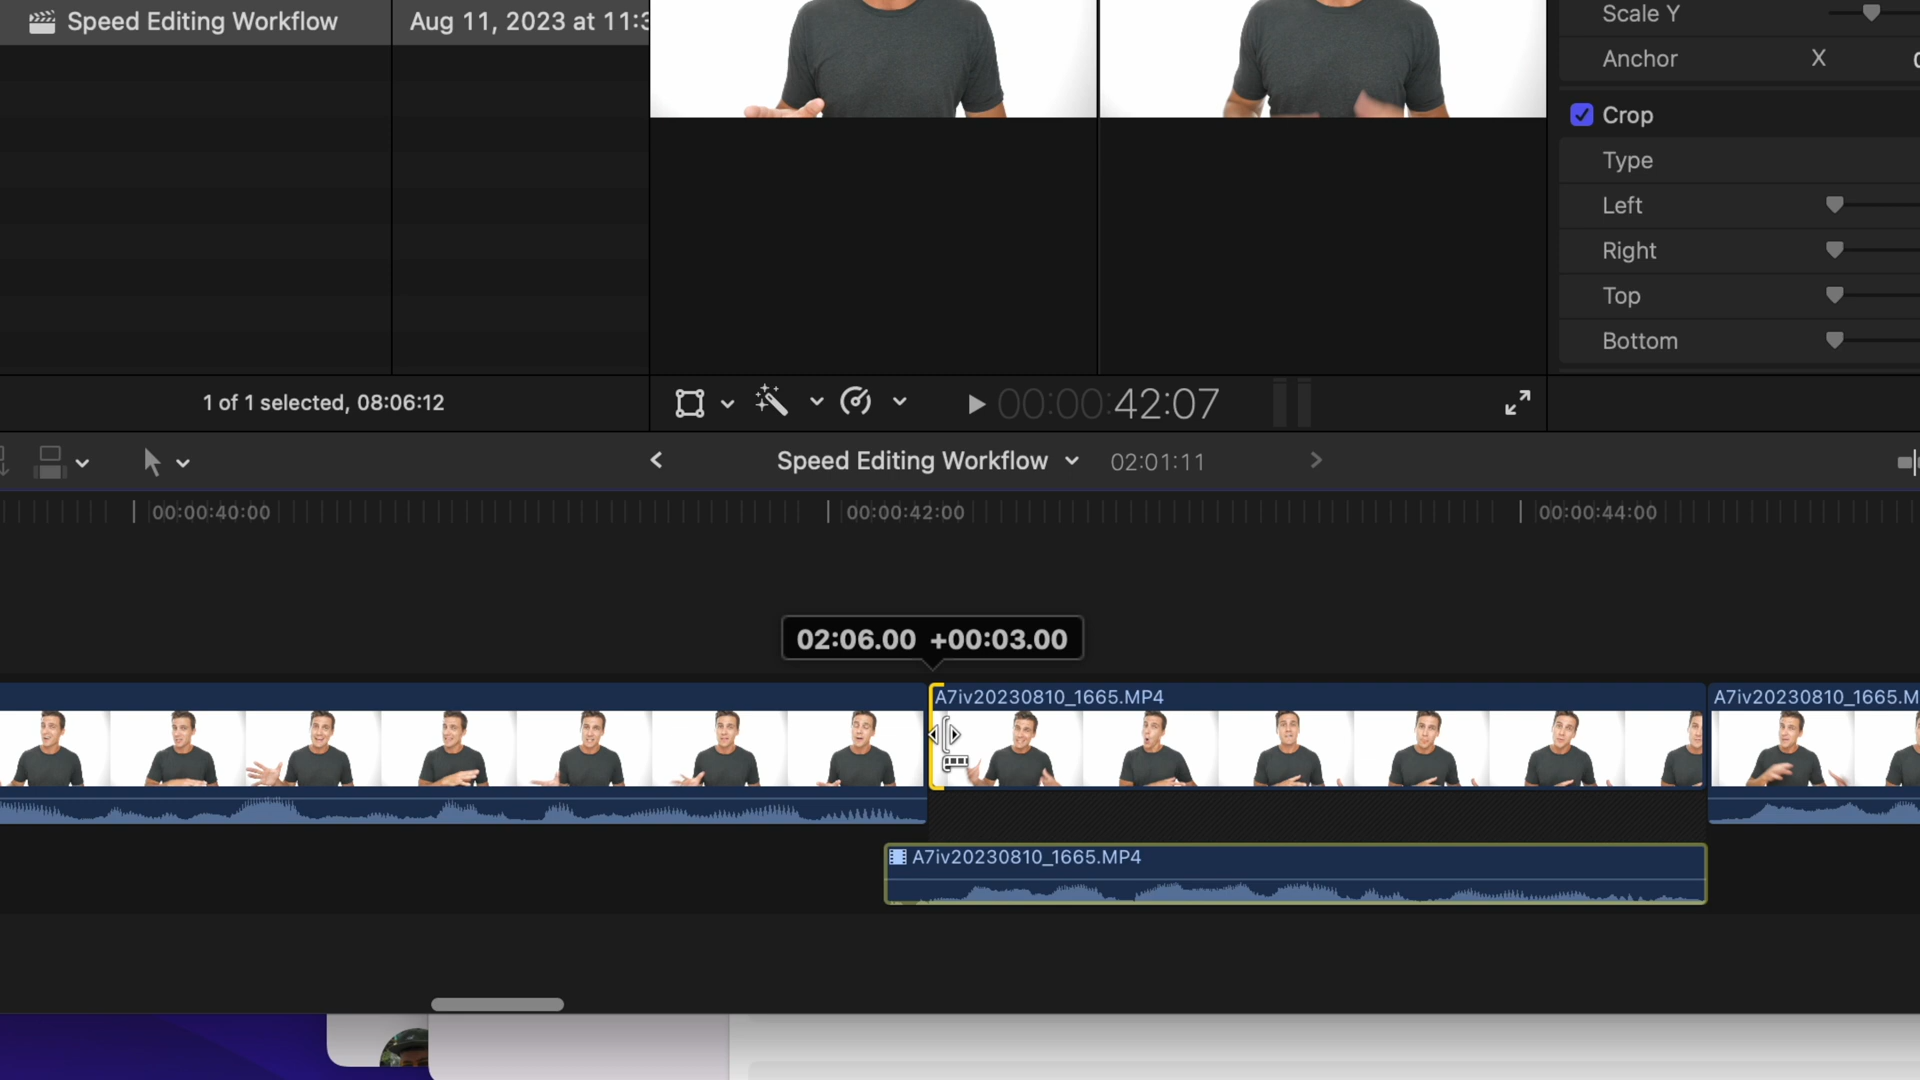 Speed Editing Workflow
Aug 11, 2023 at 11:3
Scale Y
Anchor X
Crop
Type
Left
Right
Top
Bottom
1 of 1 selected, 08:06:12
00:00:42:07
Speed Editing Workflow 02:01:11
00:00:40:00 00:00:42:00 00:00:44:00
02:06.00 +00:03.00
A7iv20230810_1665.MP4
A7iv20230810_1665.M
A7iv20230810_1665.MP4